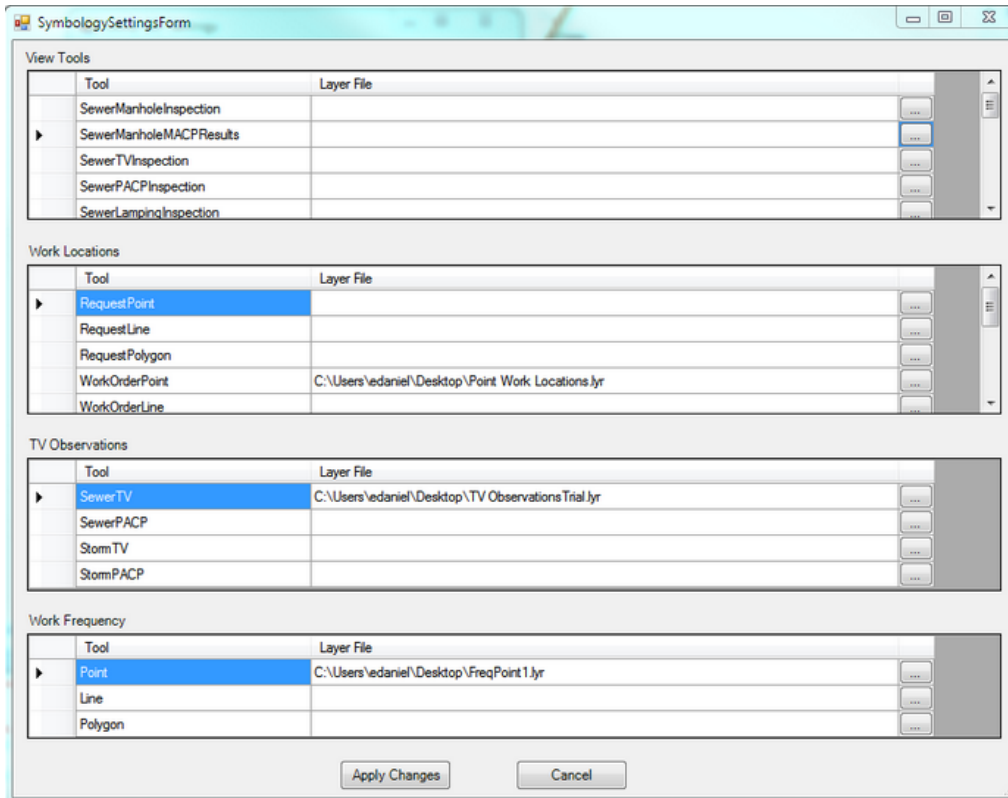 SymbologySettingsForm
View Tools
Tool Layer File
SewerManholeInspection ...
SewerManholeMACPResults ...
SewerTVInspection ...
SewerPACPInspection ...
SewerLampingInspection ...
Work Locations
Tool Layer File
RequestPoint ...
RequestLine ...
RequestPolygon ...
WorkOrderPoint C:\Users\edaniel\Desktop\Point Work Locations.lyr ...
WorkOrderLine ...
TV Observations
Tool Layer File
SewerTV C:\Users\edaniel\Desktop\TV ObservationsTrial.lyr ...
SewerPACP ...
StormTV ...
StormPACP ...
Work Frequency
Tool Layer File
Point C:\Users\edaniel\Desktop\FreqPoint1.lyr ...
Line ...
Polygon ...
Apply Changes Cancel